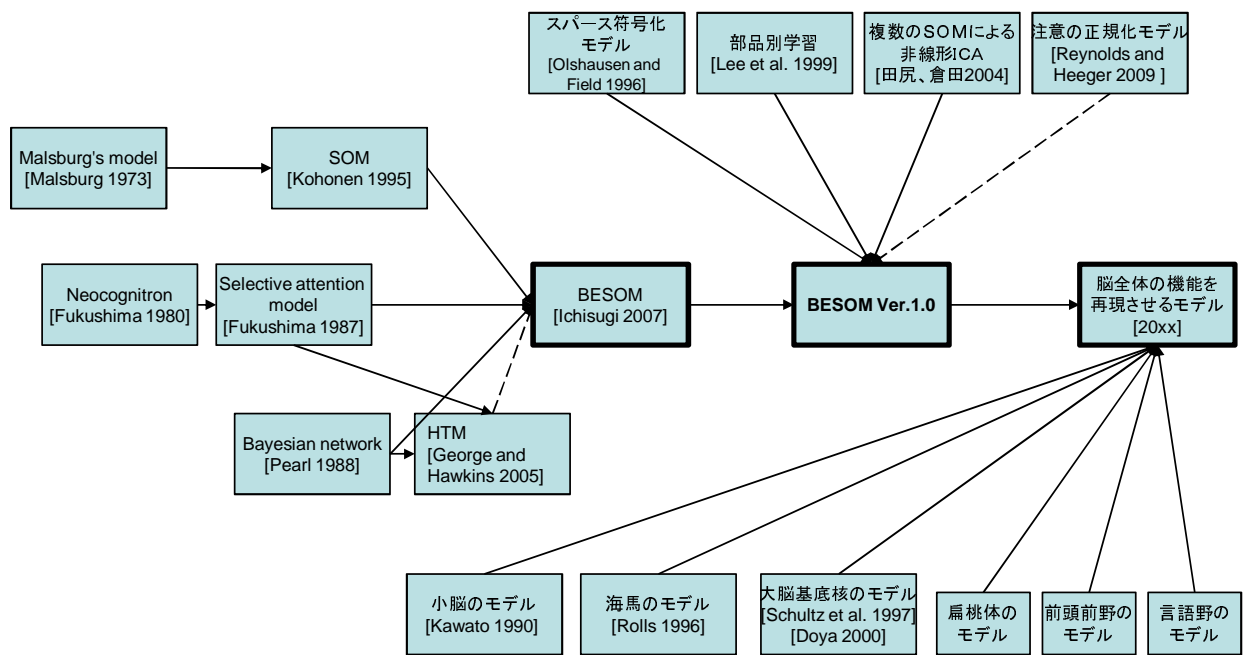 スパース符号化
モデル
[Olshausen and
Field 1996]
部品別学習
[Lee et al. 1999]
複数のSOMによる
非線形ICA
[田尻、倉田2004]
注意の正規化モデル
[Reynolds and
Heeger 2009 ]
Malsburg's model
[Malsburg 1973]
SOM
[Kohonen 1995]
Neocognitron
[Fukushima 1980]
Selective attention
model
[Fukushima 1987]
BESOM
[Ichisugi 2007]
BESOM Ver.1.0
脳全体の機能を
再現させるモデル
[20xx]
Bayesian network
[Pearl 1988]
HTM
[George and
Hawkins 2005]
小脳のモデル
[Kawato 1990]
海馬のモデル
[Rolls 1996]
大脳基底核のモデル
[Schultz et al. 1997]
[Doya 2000]
扁桃体の
モデル
前頭前野の
モデル
言語野の
モデル